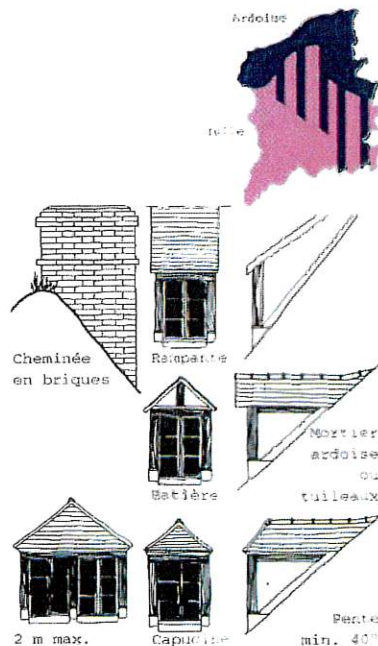 Ardoise
Tuile
Cheminée
en briques
Rampante
Batière
Mortier
ardoise
ou
tuileaux
2 m max.
Capucine
Pente
min. 40°